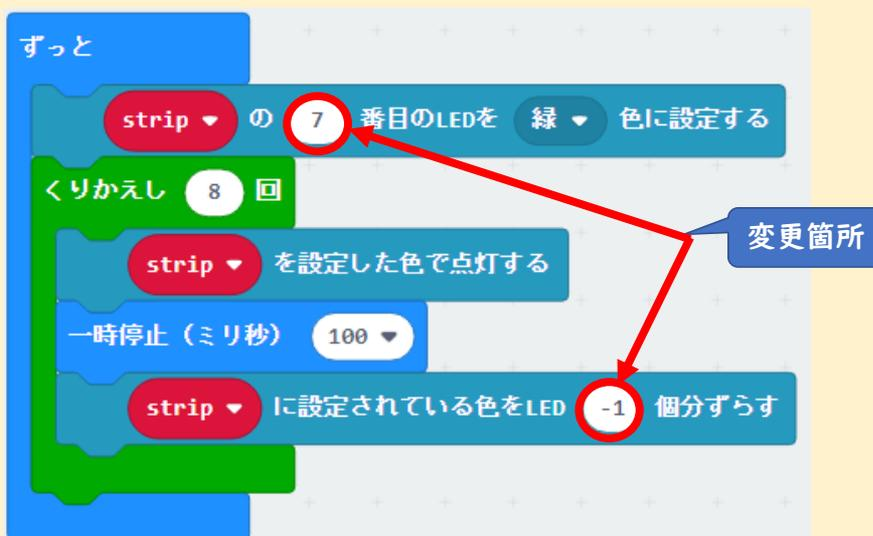 ずっと
strip の 7 番目のLEDを 緑 色に設定する
くりかえし 8 回
変更箇所
strip を設定した色で点灯する
一時停止（ミリ秒） 100
strip に設定されている色をLED -1 個分ずらす